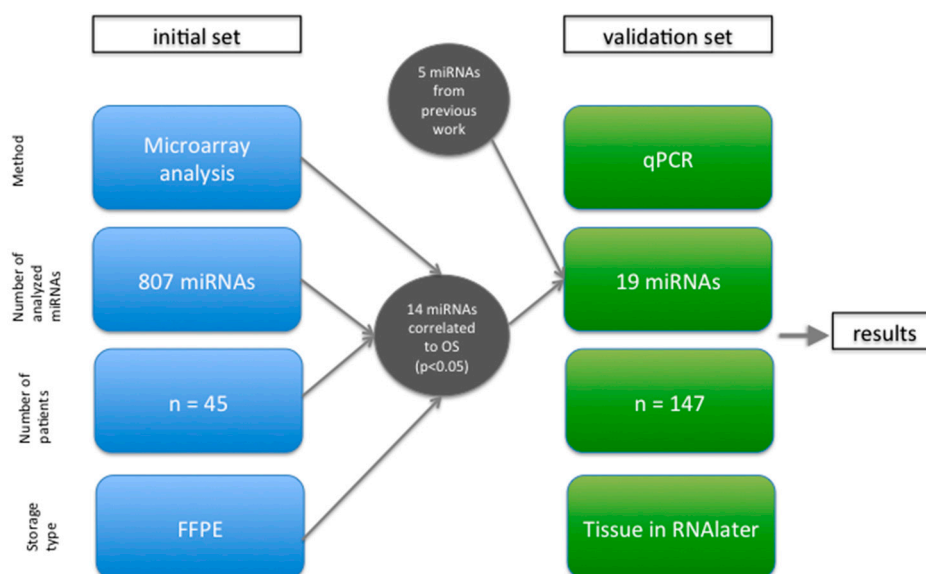 initial set
validation set
5 miRNAs
from
previous
work
Method
Microarray
analysis
qPCR
Number of
analyzed
miRNAs
807 miRNAs
14 miRNAs
correlated
to OS
(p<0.05)
19 miRNAs
results
Number of
patients
n = 45
n = 147
Storage
type
FFPE
Tissue in RNAlater